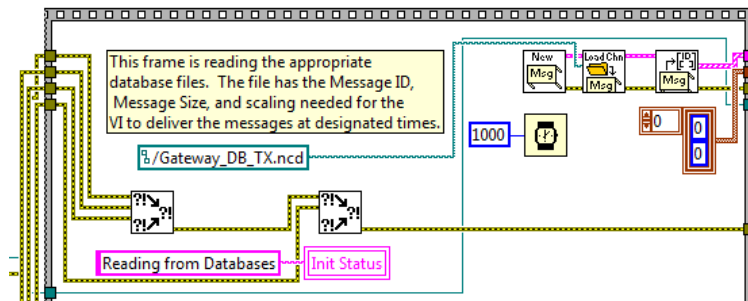 This frame is reading the appropriate
database files. The file has the Message ID,
Message Size, and scaling needed for the
VI to deliver the messages at designated times.
New
Msg
Load Chn
Msg
[ID]
Msg
1000
0
0
0
/Gateway_DB_TX.ncd
?!
?!
?!
?!
?!
?!
Reading from Databases
Init Status